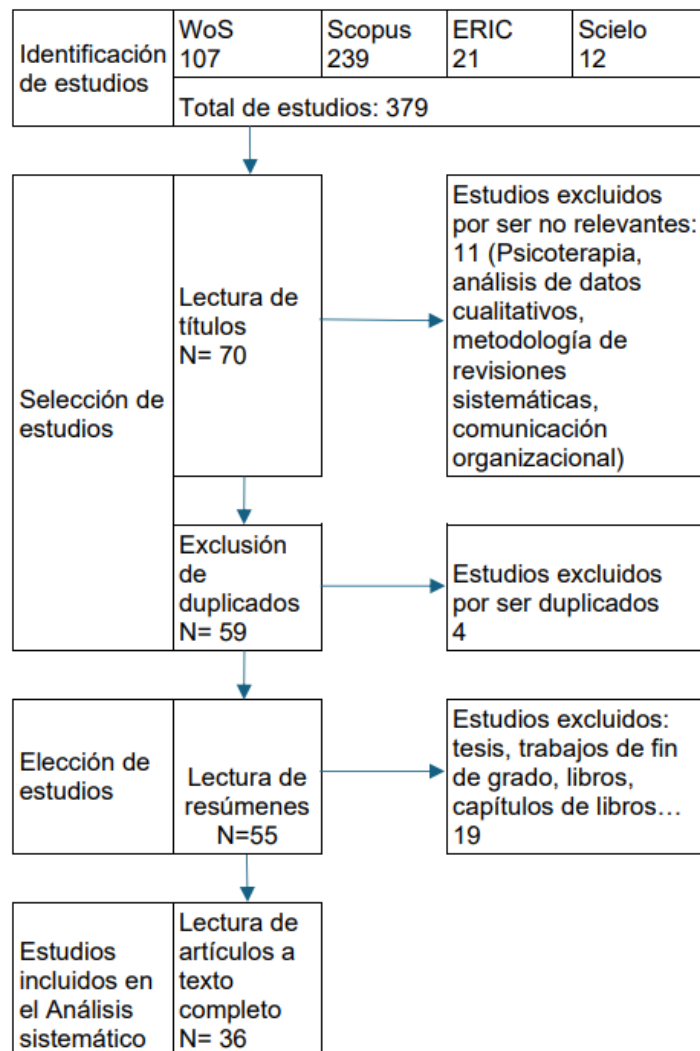 Identificación
de estudios
WoS
107
Scopus
239
ERIC
21
Scielo
12
Total de estudios: 379
Selección de
estudios
Lectura de
títulos
N= 70
Estudios excluidos
por ser no relevantes:
11 (Psicoterapia,
análisis de datos
cualitativos,
metodología de
revisiones
sistemáticas,
comunicación
organizacional)
Exclusión
de
duplicados
N= 59
Estudios excluidos
por ser duplicados
4
Elección de
estudios
Lectura de
resúmenes
N=55
Estudios excluidos:
tesis, trabajos de fin
de grado, libros,
capítulos de libros…
19
Estudios
incluidos en
el Análisis
sistemático
Lectura de
artículos a
texto
completo
N= 36